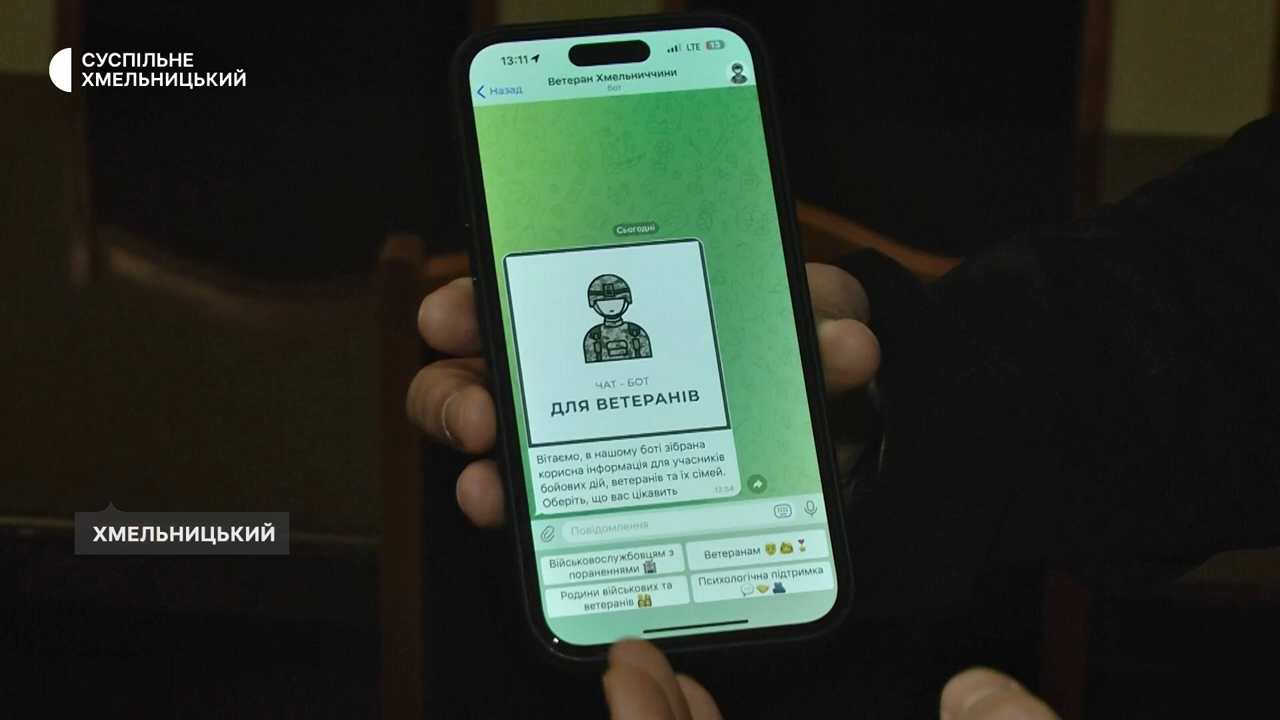 СУСПІЛЬНЕ
ХМЕЛЬНИЦЬКИЙ
13:11
LTE 13
Назад
Ветеран Хмельниччини
бот
Сьогодні
ЧАТ - БОТ
ДЛЯ ВЕТЕРАНІВ
Вітаємо, в нашому боті зібрана
корисна інформація для учасників
бойових дій, ветеранів та їх сімей.
Оберіть, що вас цікавить
12:54
Повідомлення
Військовослужбовцям з
пораненнями
Ветеранам
Родини військових та
ветеранів
Психологічна підтримка
ХМЕЛЬНИЦЬКИЙ